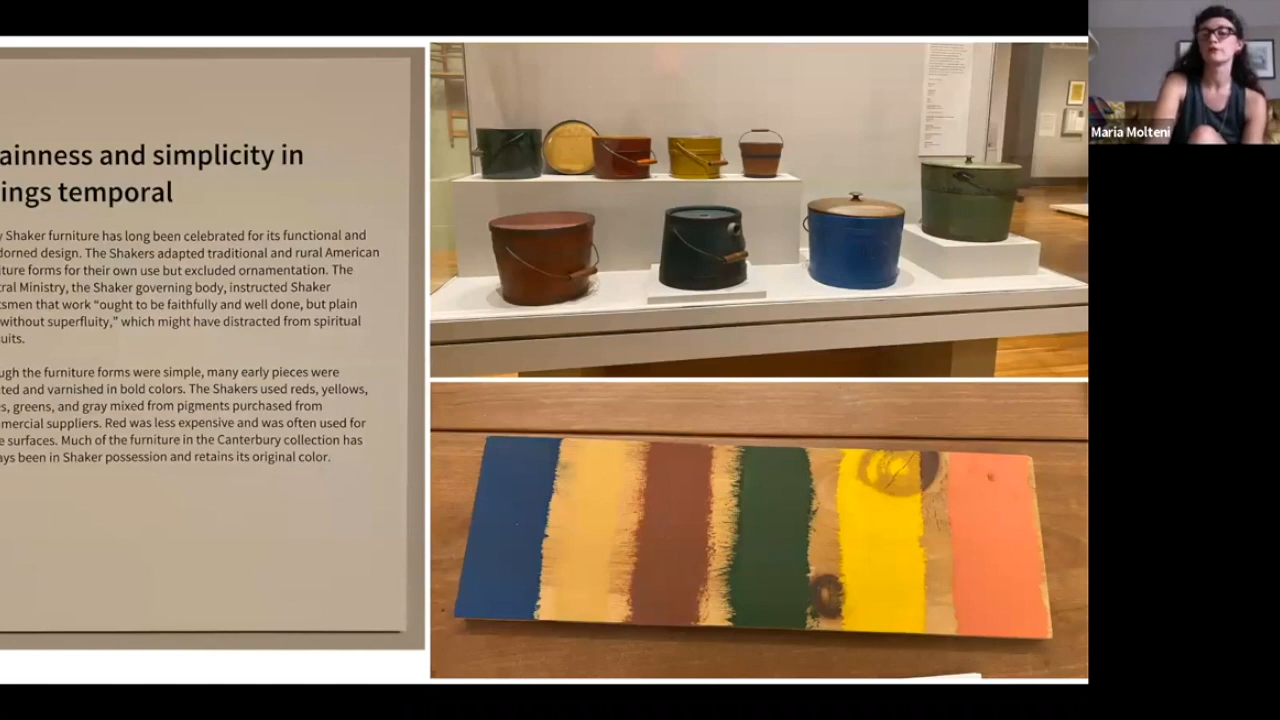 ainness and simplicity in
ings temporal
y Shaker furniture has long been celebrated for its functional and
dorned design. The Shakers adapted traditional and rural American
iture forms for their own use but excluded ornamentation. The
tral Ministry, the Shaker governing body, instructed Shaker
tsmen that work “ought to be faithfully and well done, but plain
without superfluity,” which might have distracted from spiritual
suits.
ugh the furniture forms were simple, many early pieces were
ted and varnished in bold colors. The Shakers used reds, yellows,
s, greens, and gray mixed from pigments purchased from
mercial suppliers. Red was less expensive and was often used for
e surfaces. Much of the furniture in the Canterbury collection has
ays been in Shaker possession and retains its original color.
Maria Molteni